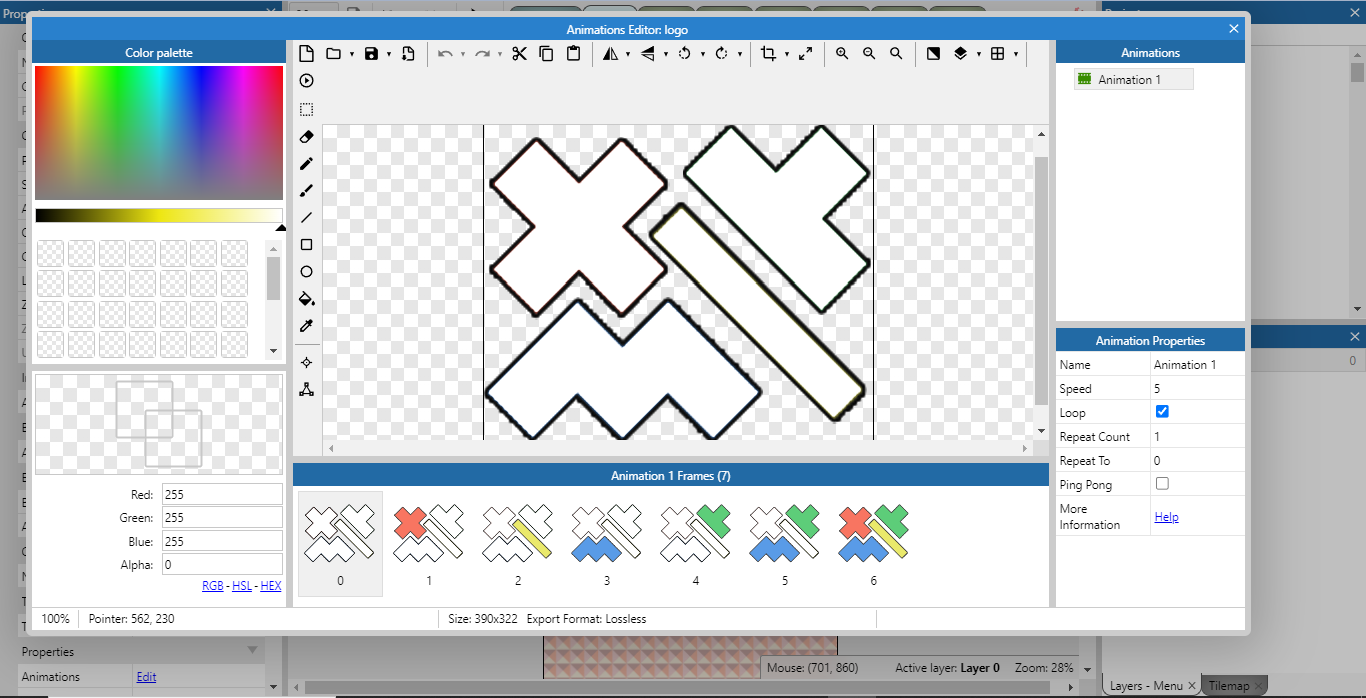 Animations Editor: logo
Color palette
Animations
Animation 1
Animation Properties
Name Animation 1
Speed 5
Loop
Repeat Count 1
Repeat To 0
Ping Pong
More Information Help
Red: 255
Green: 255
Blue: 255
Alpha: 0
RGB - HSL - HEX
Animation 1 Frames (7)
0 1 2 3 4 5 6
100% Pointer: 562, 230 Size: 390x322 Export Format: Lossless
0
Properties
Animations Edit
Mouse: (701, 860) Active layer: Layer 0 Zoom: 28%
Layers - Menu Tilemap